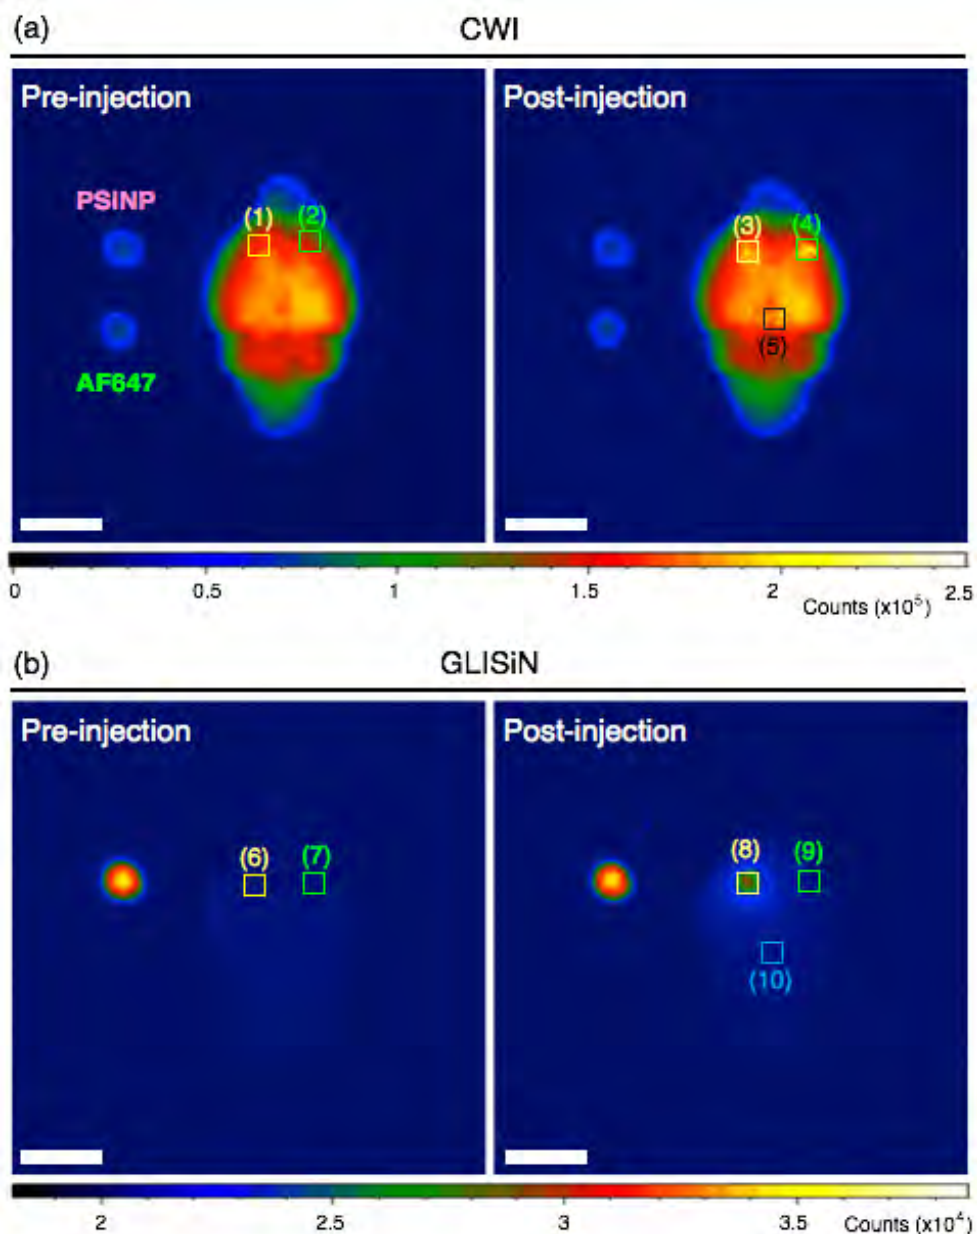 (a)
CWI
Pre-injection
Post-injection
PSiNP
(1)
(2)
(3)
(4)
AF647
(5)
0
0.5
1
1.5
2
2.5
Counts (x10⁵)
(b)
GLISiN
Pre-injection
Post-injection
(6)
(7)
(8)
(9)
(10)
2
2.5
3
3.5
Counts (x10⁴)